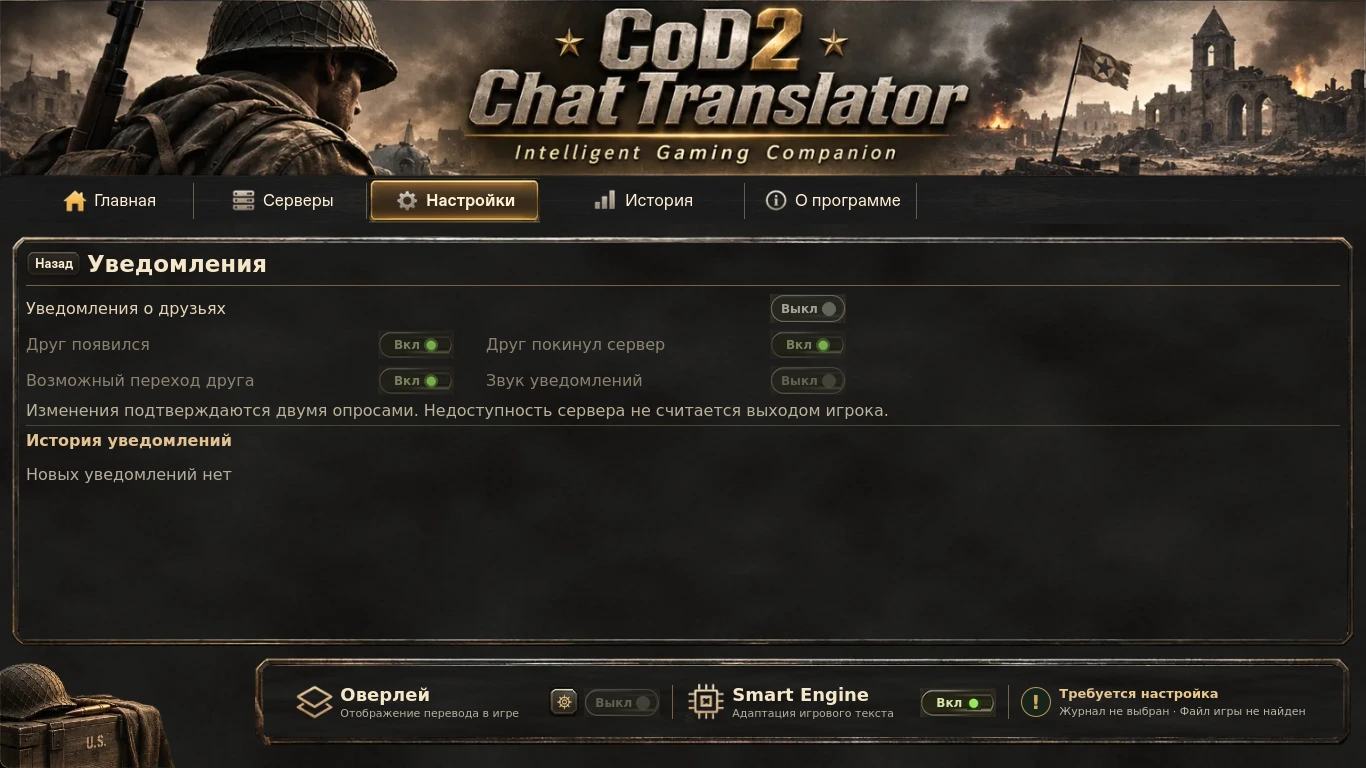 CoD2
Chat Translator
Intelligent Gaming Companion
Главная
Серверы
Настройки
История
О программе
Назад
Уведомления
Уведомления о друзьях
Выкл
Друг появился
Вкл
Друг покинул сервер
Вкл
Возможный переход друга
Вкл
Звук уведомлений
Выкл
Изменения подтверждаются двумя опросами. Недоступность сервера не считается выходом игрока.
История уведомлений
Новых уведомлений нет
U.S.
Оверлей
Отображение перевода в игре
Выкл
Smart Engine
Адаптация игрового текста
Вкл
!
Требуется настройка
Журнал не выбран · Файл игры не найден